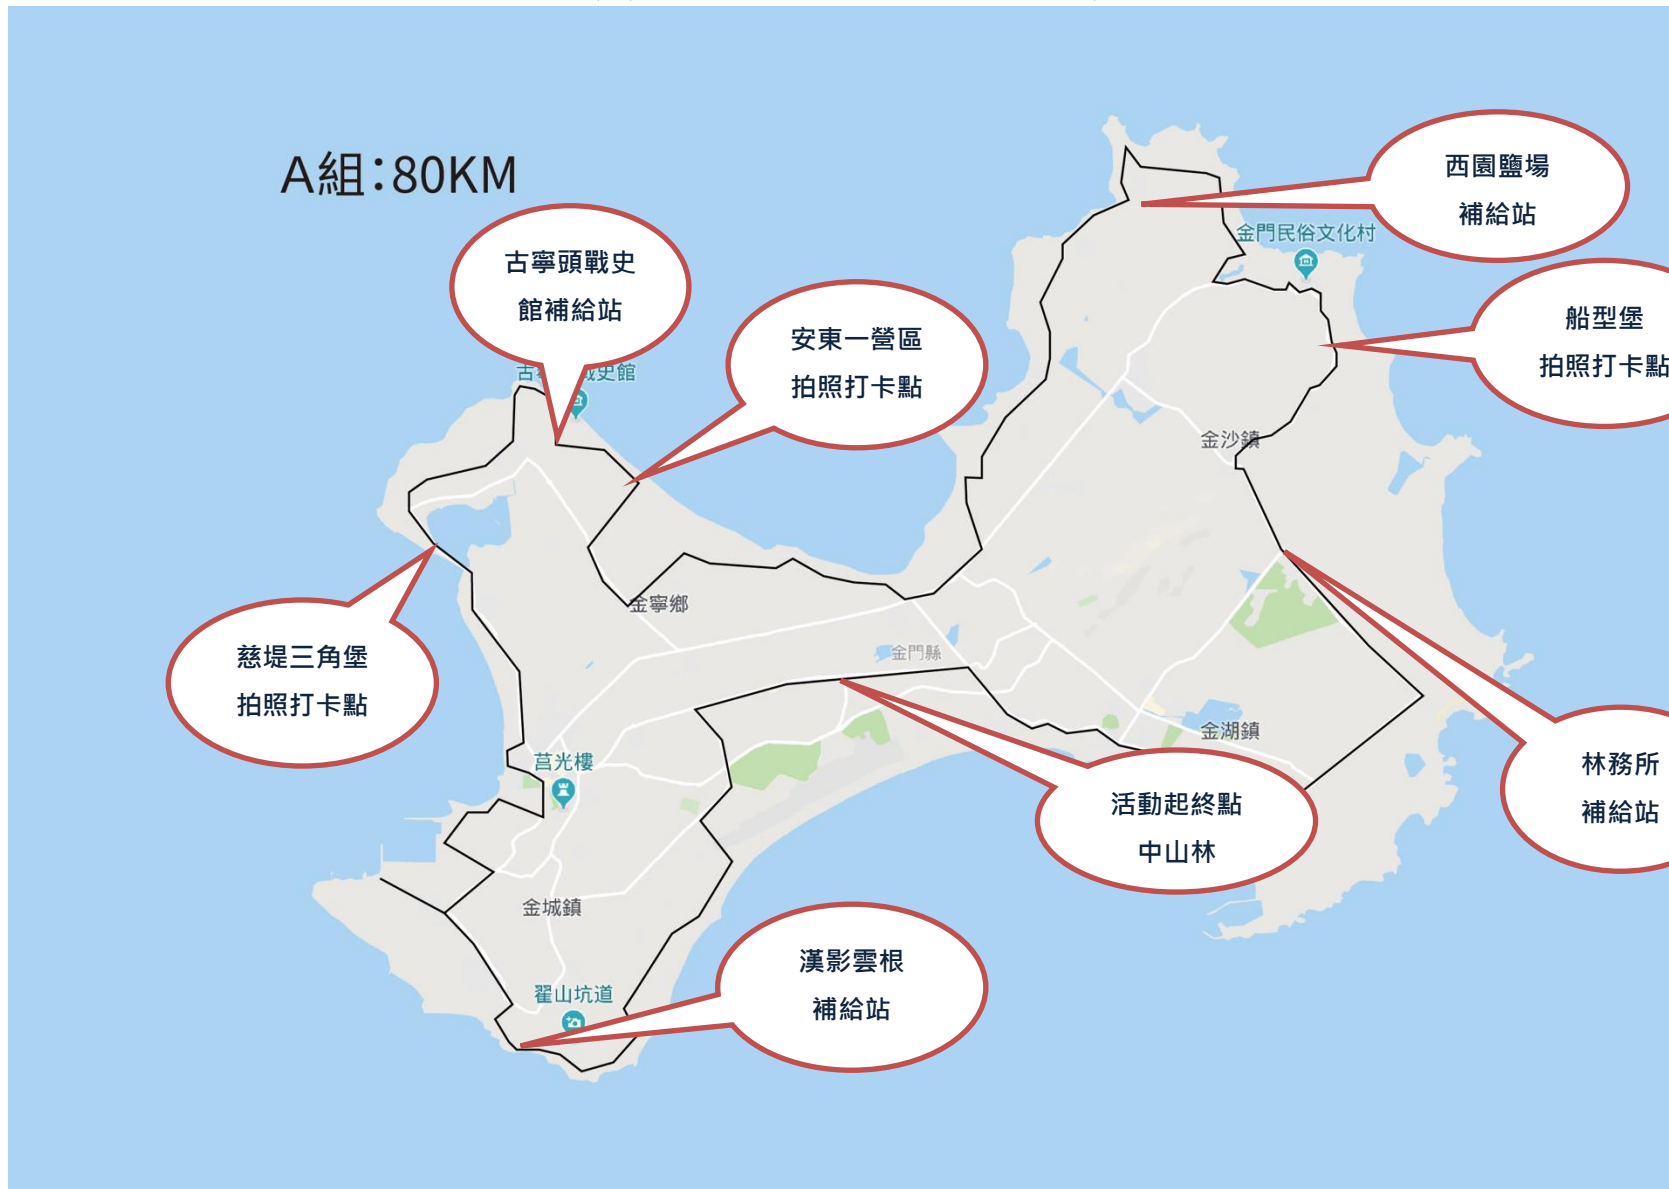 A組：80KM
西園鹽場
補給站
古寧頭戰史
館補給站
金門民俗文化村
船型堡
拍照打卡點
安東一營區
拍照打卡點
史館
金沙鎮
金寧鄉
慈堤三角堡
拍照打卡點
金門縣
金湖鎮
莒光樓
林務所
補給站
活動起終點
中山林
金城鎮
漢影雲根
補給站
翟山坑道